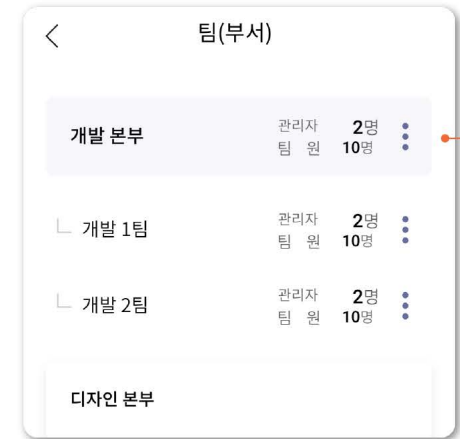 팀(부서)
개발 본부
관리자 2명
팀 원 10명
개발 1팀
관리자 2명
팀 원 10명
개발 2팀
관리자 2명
팀 원 10명
디자인 본부